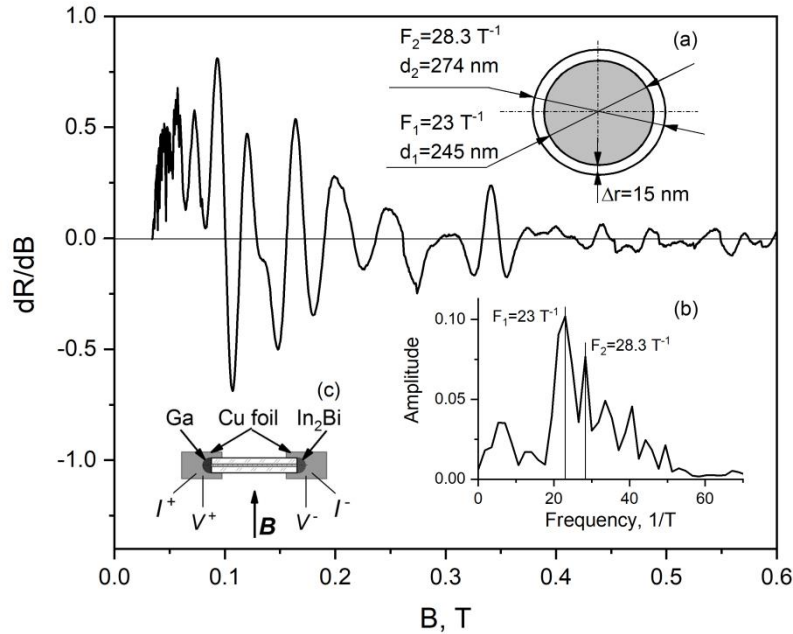 1.0
0.5
0.0
-0.5
-1.0
dR/dB
0.0
0.1
0.2
0.3
0.4
0.5
0.6
B, T
F₂=28.3 T⁻¹
d₂=274 nm
F₁=23 T⁻¹
d₁=245 nm
(a)
Δr=15 nm
(b)
F₁=23 T⁻¹
F₂=28.3 T⁻¹
0.10
0.05
0.00
Amplitude
0
20
40
60
Frequency, 1/T
(c)
Ga
Cu foil
In₂Bi
I⁺
V⁺
B
V⁻
I⁻